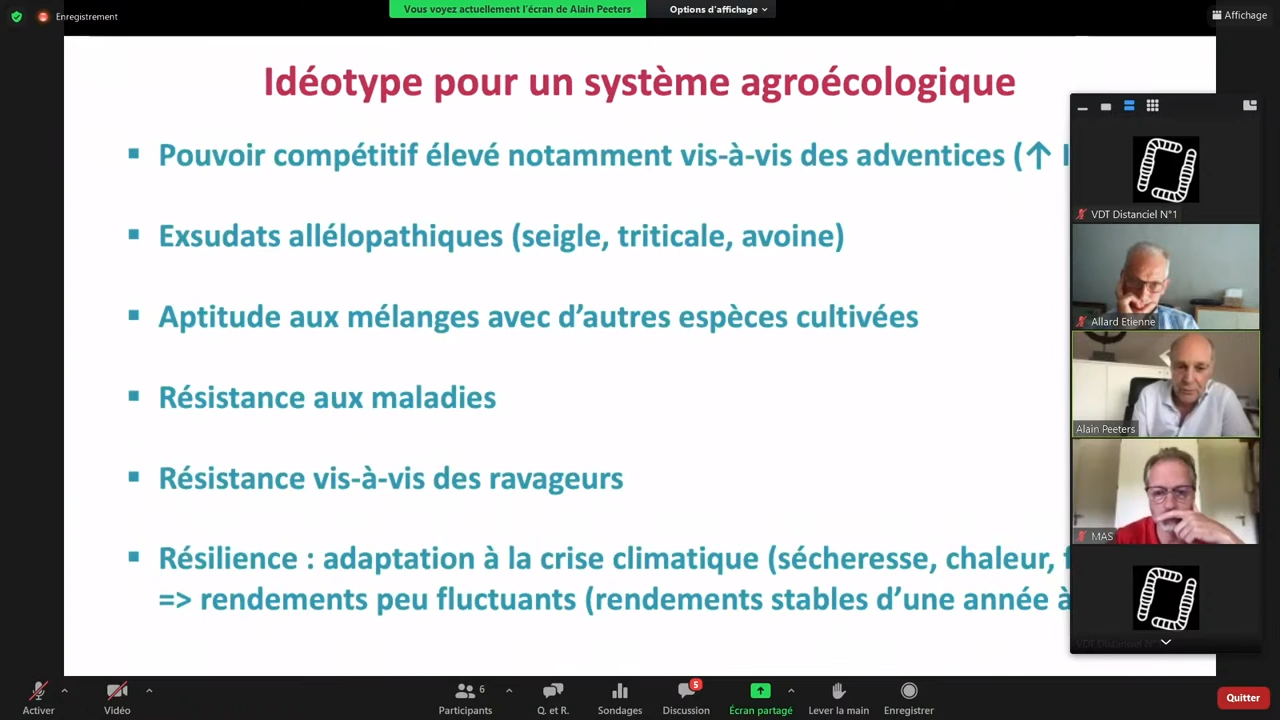 Enregistrement
Vous voyez actuellement l'écran de Alain Peeters
Options d'affichage
Affichage
Idéotype pour un système agroécologique
▪ Pouvoir compétitif élevé notamment vis-à-vis des adventices (↑
▪ Exsudats allélopathiques (seigle, triticale, avoine)
▪ Aptitude aux mélanges avec d’autres espèces cultivées
▪ Résistance aux maladies
▪ Résistance vis-à-vis des ravageurs
▪ Résilience : adaptation à la crise climatique (sécheresse, chaleur,
=> rendements peu fluctuants (rendements stables d’une année à
VDT Distanciel N°1
Allard Etienne
Alain Peeters
MAS
VDT Distanciel N°1
Activer
Vidéo
6
Participants
Q. et R.
Sondages
5
Discussion
Écran partagé
Lever la main
Enregistrer
Quitter